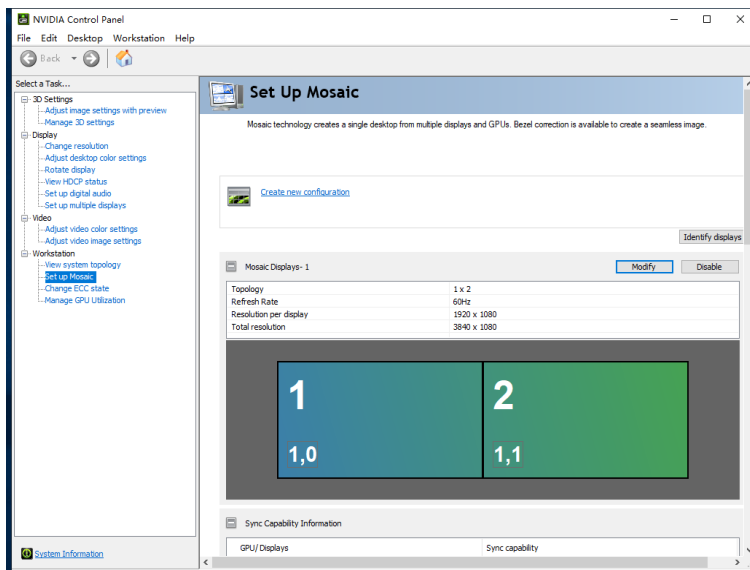 NVIDIA Control Panel
File Edit Desktop Workstation Help
Back
Select a Task...
3D Settings
Adjust image settings with preview
Manage 3D settings
Display
Change resolution
Adjust desktop color settings
Rotate display
View HDCP status
Set up digital audio
Set up multiple displays
Video
Adjust video color settings
Adjust video image settings
Workstation
View system topology
Set up Mosaic
Change ECC state
Manage GPU Utilization
System Information
Set Up Mosaic
Mosaic technology creates a single desktop from multiple displays and GPUs. Bezel correction is available to create a seamless image.
Create new configuration
Identify displays
Mosaic Displays- 1 Modify Disable
Topology 1 x 2
Refresh Rate 60Hz
Resolution per display 1920 x 1080
Total resolution 3840 x 1080
1 2
1,0 1,1
Sync Capability Information
GPU/Displays Sync capability